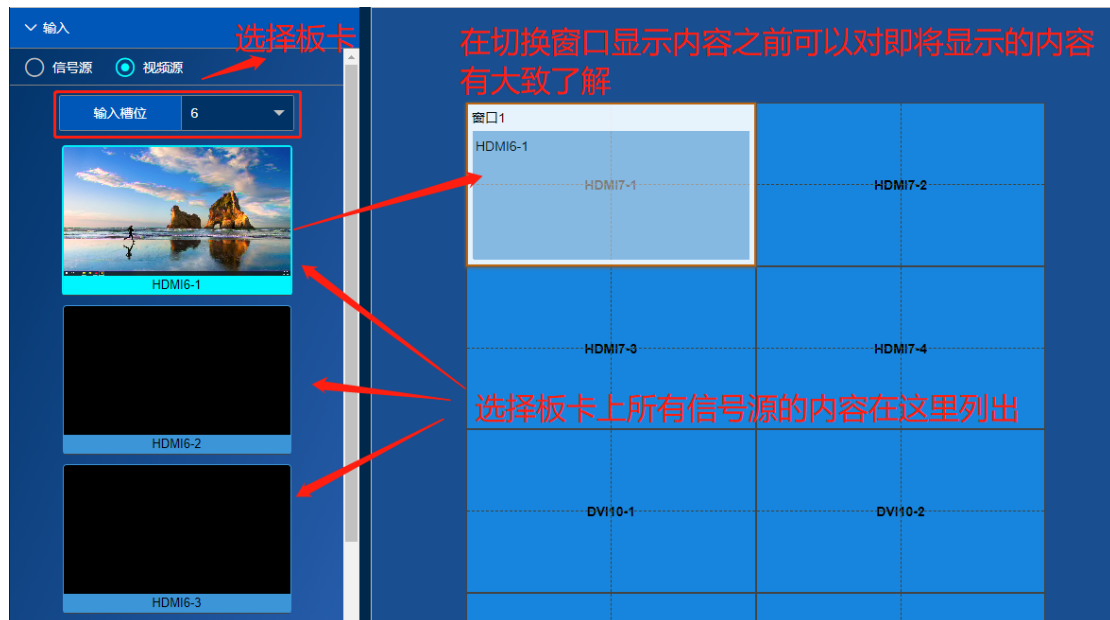 输入
选择板卡
信号源 视频源
输入槽位 6
HDMI6-1
HDMI6-2
HDMI6-3
在切换窗口显示内容之前可以对即将显示的内容
有大致了解
窗口1
HDMI6-1
HDMI7-1
HDMI7-2
HDMI7-3
HDMI7-4
选择板卡上所有信号源的内容在这里列出
DVI10-1
DVI10-2